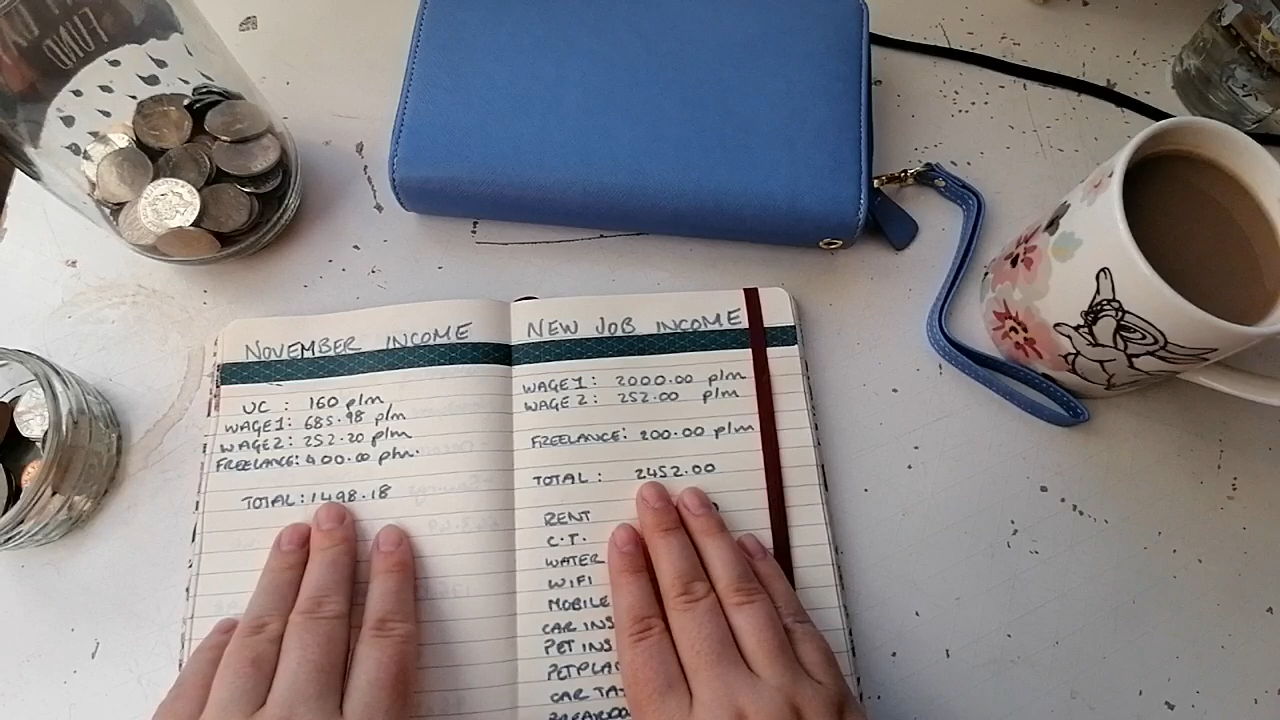 FUND
NOVEMBER INCOME
UC : 160 p/m
WAGE1: 685.98 p/m
WAGE2: 252.20 p/m
FREELANCE: 400.00 p/m.
TOTAL: 1498.18
NEW JOB INCOME
WAGE1: 2000.00 p/m
WAGE2: 252.00 p/m
FREELANCE: 200.00 p/m
TOTAL: 2452.00
RENT
C.T.
WATER
WIFI
MOBILE
CAR INS
PET INS
CAR TA